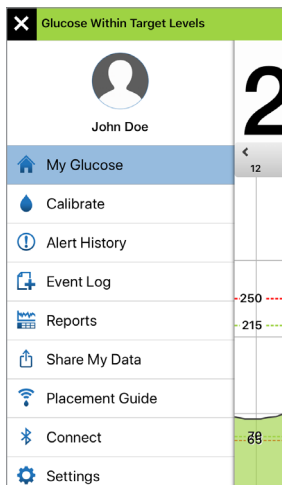 Glucose Within Target Levels
John Doe
2
My Glucose
12
Calibrate
Alert History
Event Log
250
Reports
215
Share My Data
Placement Guide
Connect
70
65
Settings